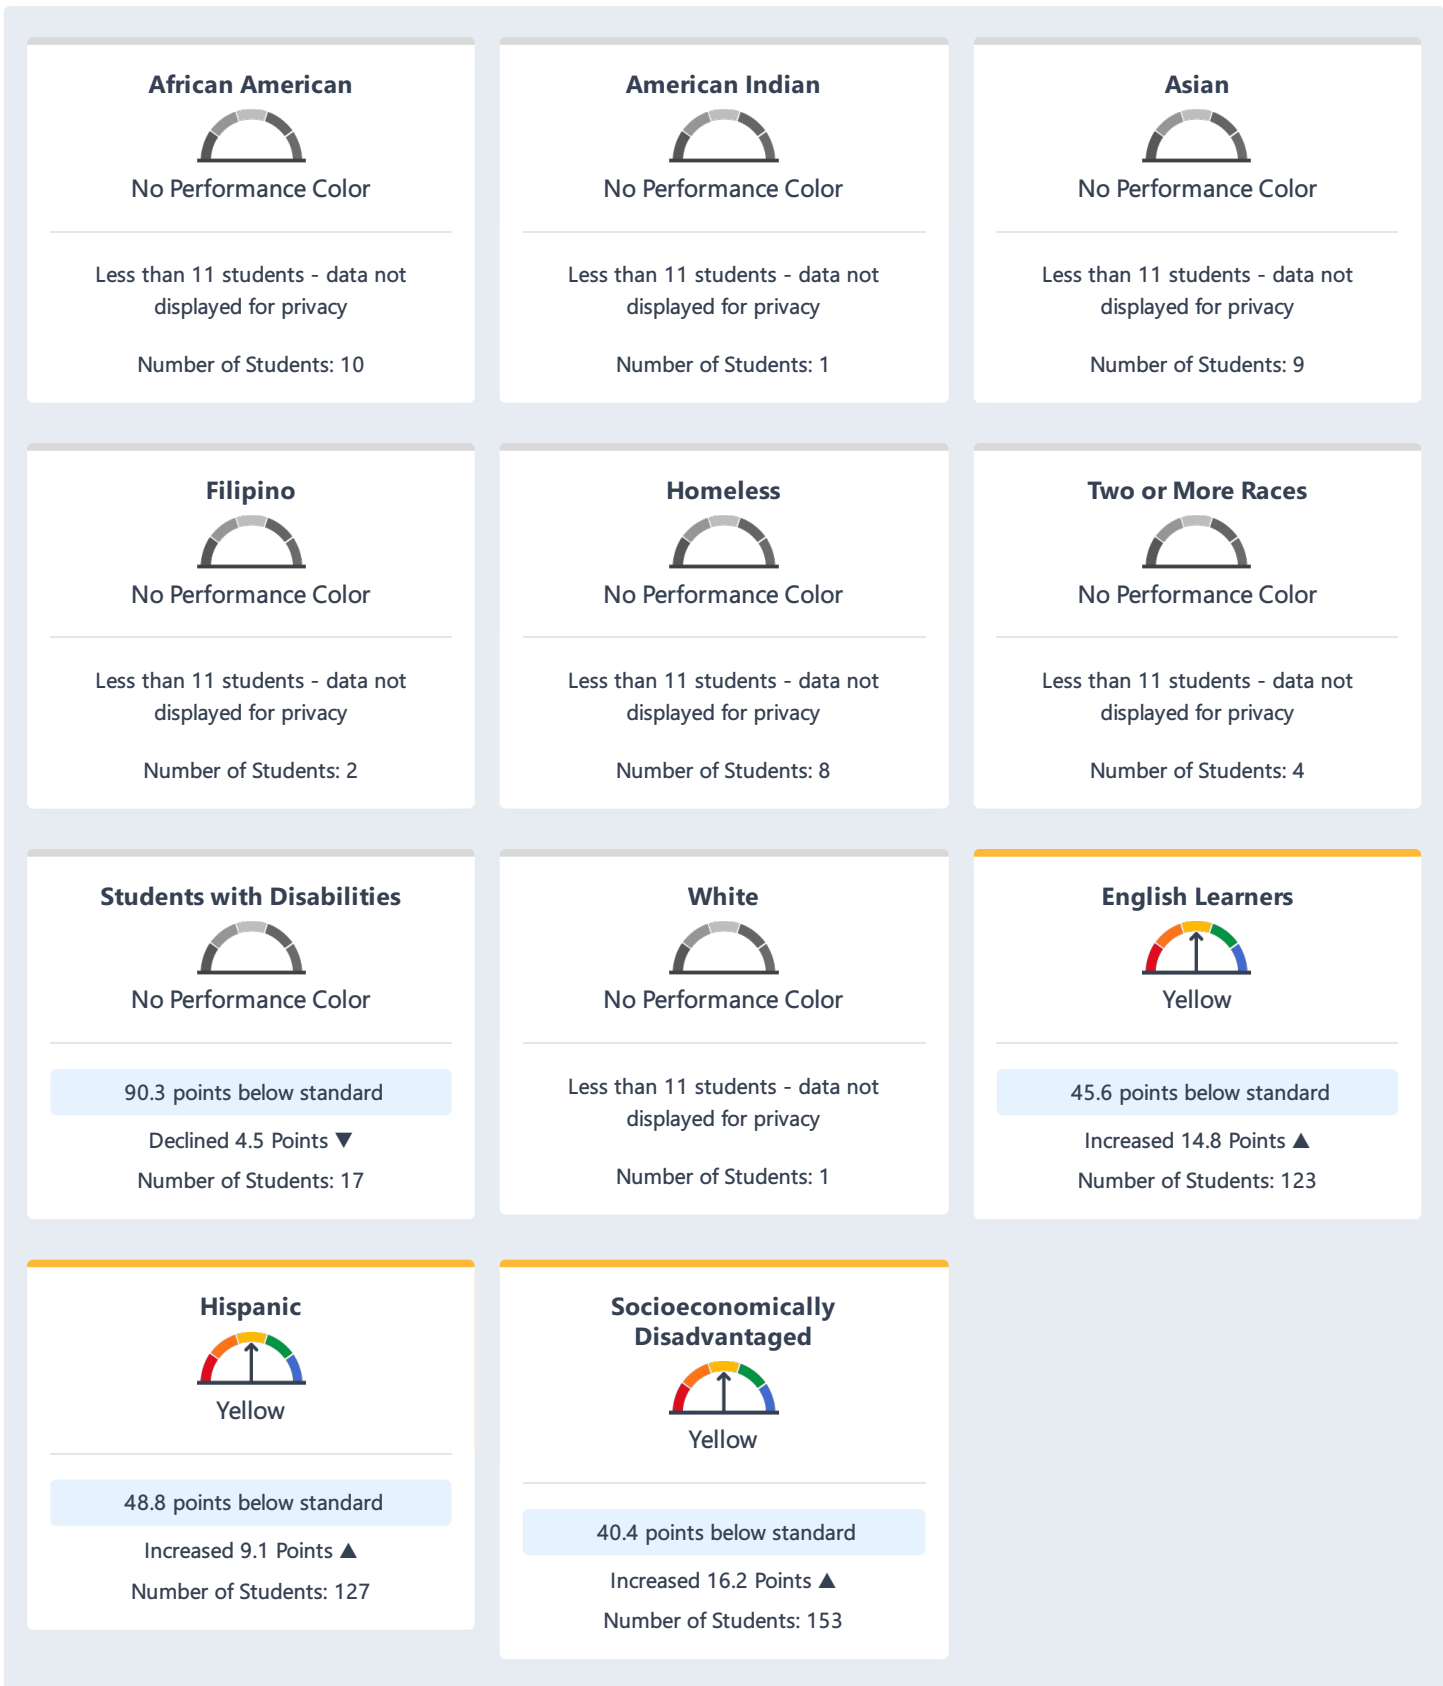 African American
No Performance Color
Less than 11 students - data not
displayed for privacy
Number of Students: 10
American Indian
No Performance Color
Less than 11 students - data not
displayed for privacy
Number of Students: 1
Asian
No Performance Color
Less than 11 students - data not
displayed for privacy
Number of Students: 9
Filipino
No Performance Color
Less than 11 students - data not
displayed for privacy
Number of Students: 2
Homeless
No Performance Color
Less than 11 students - data not
displayed for privacy
Number of Students: 8
Two or More Races
No Performance Color
Less than 11 students - data not
displayed for privacy
Number of Students: 4
Students with Disabilities
No Performance Color
90.3 points below standard
Declined 4.5 Points ▼
Number of Students: 17
White
No Performance Color
Less than 11 students - data not
displayed for privacy
Number of Students: 1
English Learners
Yellow
45.6 points below standard
Increased 14.8 Points ▲
Number of Students: 123
Hispanic
Yellow
48.8 points below standard
Increased 9.1 Points ▲
Number of Students: 127
Socioeconomically
Disadvantaged
Yellow
40.4 points below standard
Increased 16.2 Points ▲
Number of Students: 153